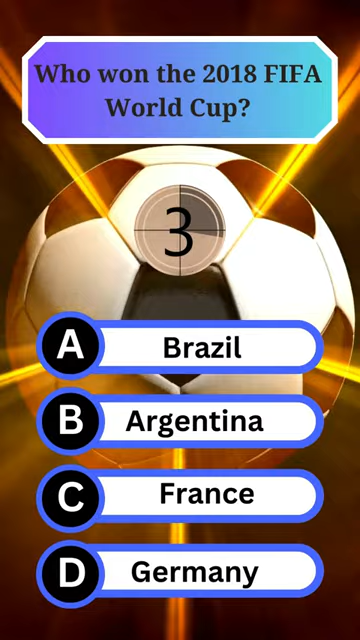 Who won the 2018 FIFA
World Cup?
3
A Brazil
B Argentina
C France
D Germany